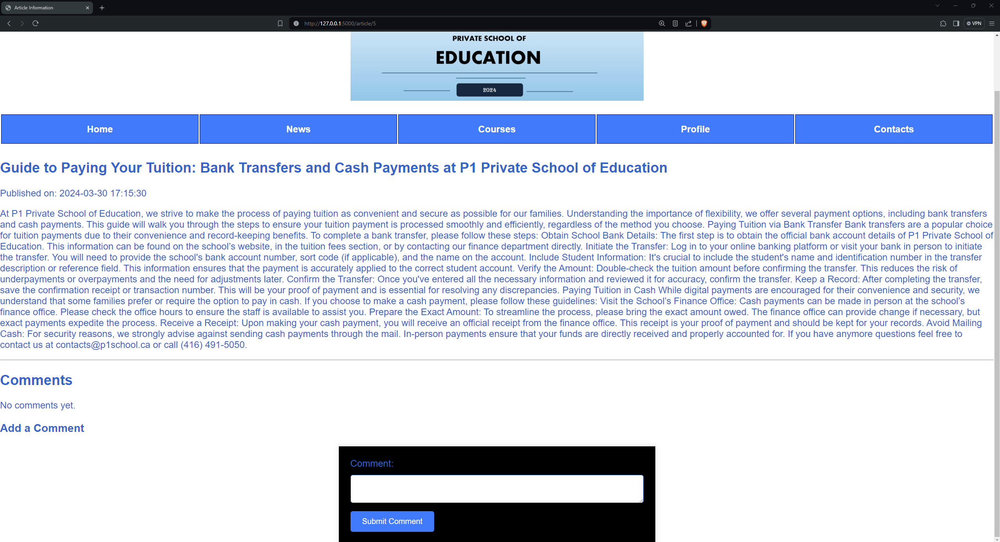 Article Information
http://127.0.0.1:5000/article/5
VPN
PRIVATE SCHOOL OF
EDUCATION
2024
Home
News
Courses
Profile
Contacts
Guide to Paying Your Tuition: Bank Transfers and Cash Payments at P1 Private School of Education
Published on: 2024-03-30 17:15:30
At P1 Private School of Education, we strive to make the process of paying tuition as convenient and secure as possible for our families. Understanding the importance of flexibility, we offer several payment options, including bank transfers
and cash payments. This guide will walk you through the steps to ensure your tuition payment is processed smoothly and efficiently, regardless of the method you choose. Paying Tuition via Bank Transfer Bank transfers are a popular choice
for tuition payments due to their convenience and record-keeping benefits. To complete a bank transfer, please follow these steps: Obtain School Bank Details: The first step is to obtain the official bank account details of P1 Private School of
Education. This information can be found on the school’s website, in the tuition fees section, or by contacting our finance department directly. Initiate the Transfer: Log in to your online banking platform or visit your bank in person to initiate
the transfer. You will need to provide the school's bank account number, sort code (if applicable), and the name on the account. Include Student Information: It's crucial to include the student's name and identification number in the transfer
description or reference field. This information ensures that the payment is accurately applied to the correct student account. Verify the Amount: Double-check the tuition amount before confirming the transfer. This reduces the risk of
underpayments or overpayments and the need for adjustments later. Confirm the Transfer: Once you've entered all the necessary information and reviewed it for accuracy, confirm the transfer. Keep a Record: After completing the transfer,
save the confirmation receipt or transaction number. This will be your proof of payment and is essential for resolving any discrepancies. Paying Tuition in Cash While digital payments are encouraged for their convenience and security, we
understand that some families prefer or require the option to pay in cash. If you choose to make a cash payment, please follow these guidelines: Visit the School’s Finance Office: Cash payments can be made in person at the school’s
finance office. Please check the office hours to ensure the staff is available to assist you. Prepare the Exact Amount: To streamline the process, please bring the exact amount owed. The finance office can provide change if necessary, but
exact payments expedite the process. Receive a Receipt: Upon making your cash payment, you will receive an official receipt from the finance office. This receipt is your proof of payment and should be kept for your records. Avoid Mailing
Cash: For security reasons, we strongly advise against sending cash payments through the mail. In-person payments ensure that your funds are directly received and properly accounted for. If you have anymore questions feel free to
contact us at contacts@p1school.ca or call (416) 491-5050.
Comments
No comments yet.
Add a Comment
Comment:
Submit Comment